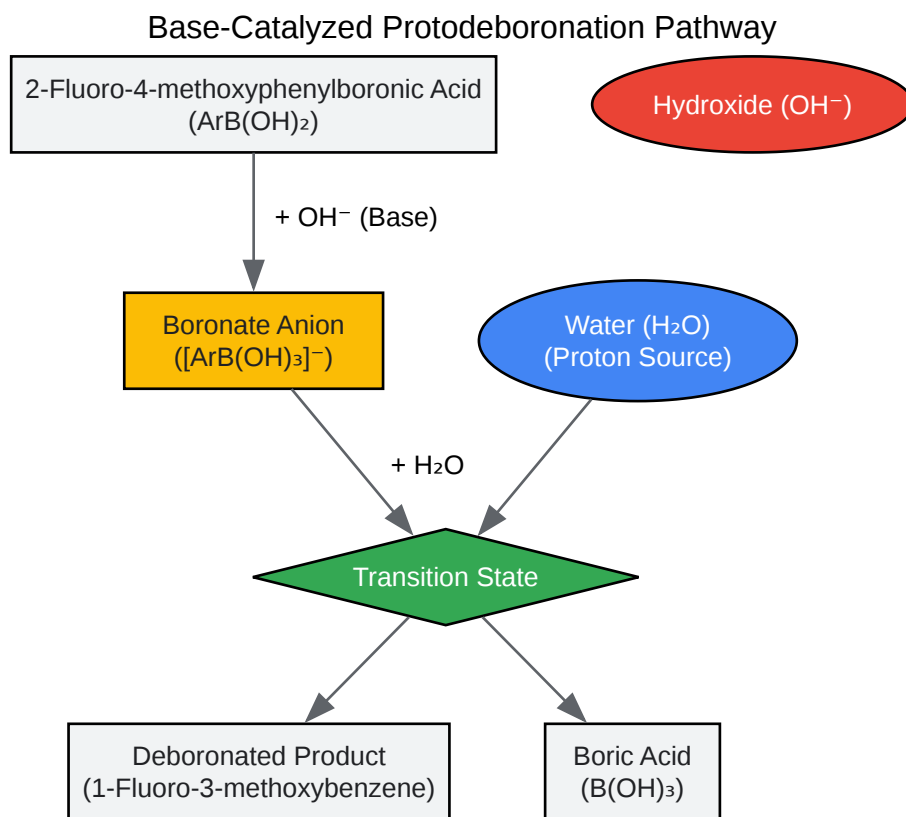 Base-Catalyzed Protodeboronation Pathway
2-Fluoro-4-methoxyphenylboronic Acid
(ArB(OH)₂)
Hydroxide (OH⁻)
+ OH⁻ (Base)
Boronate Anion
([ArB(OH)₃]⁻)
Water (H₂O)
(Proton Source)
+ H₂O
Transition State
Deboronated Product
(1-Fluoro-3-methoxybenzene)
Boric Acid
(B(OH)₃)